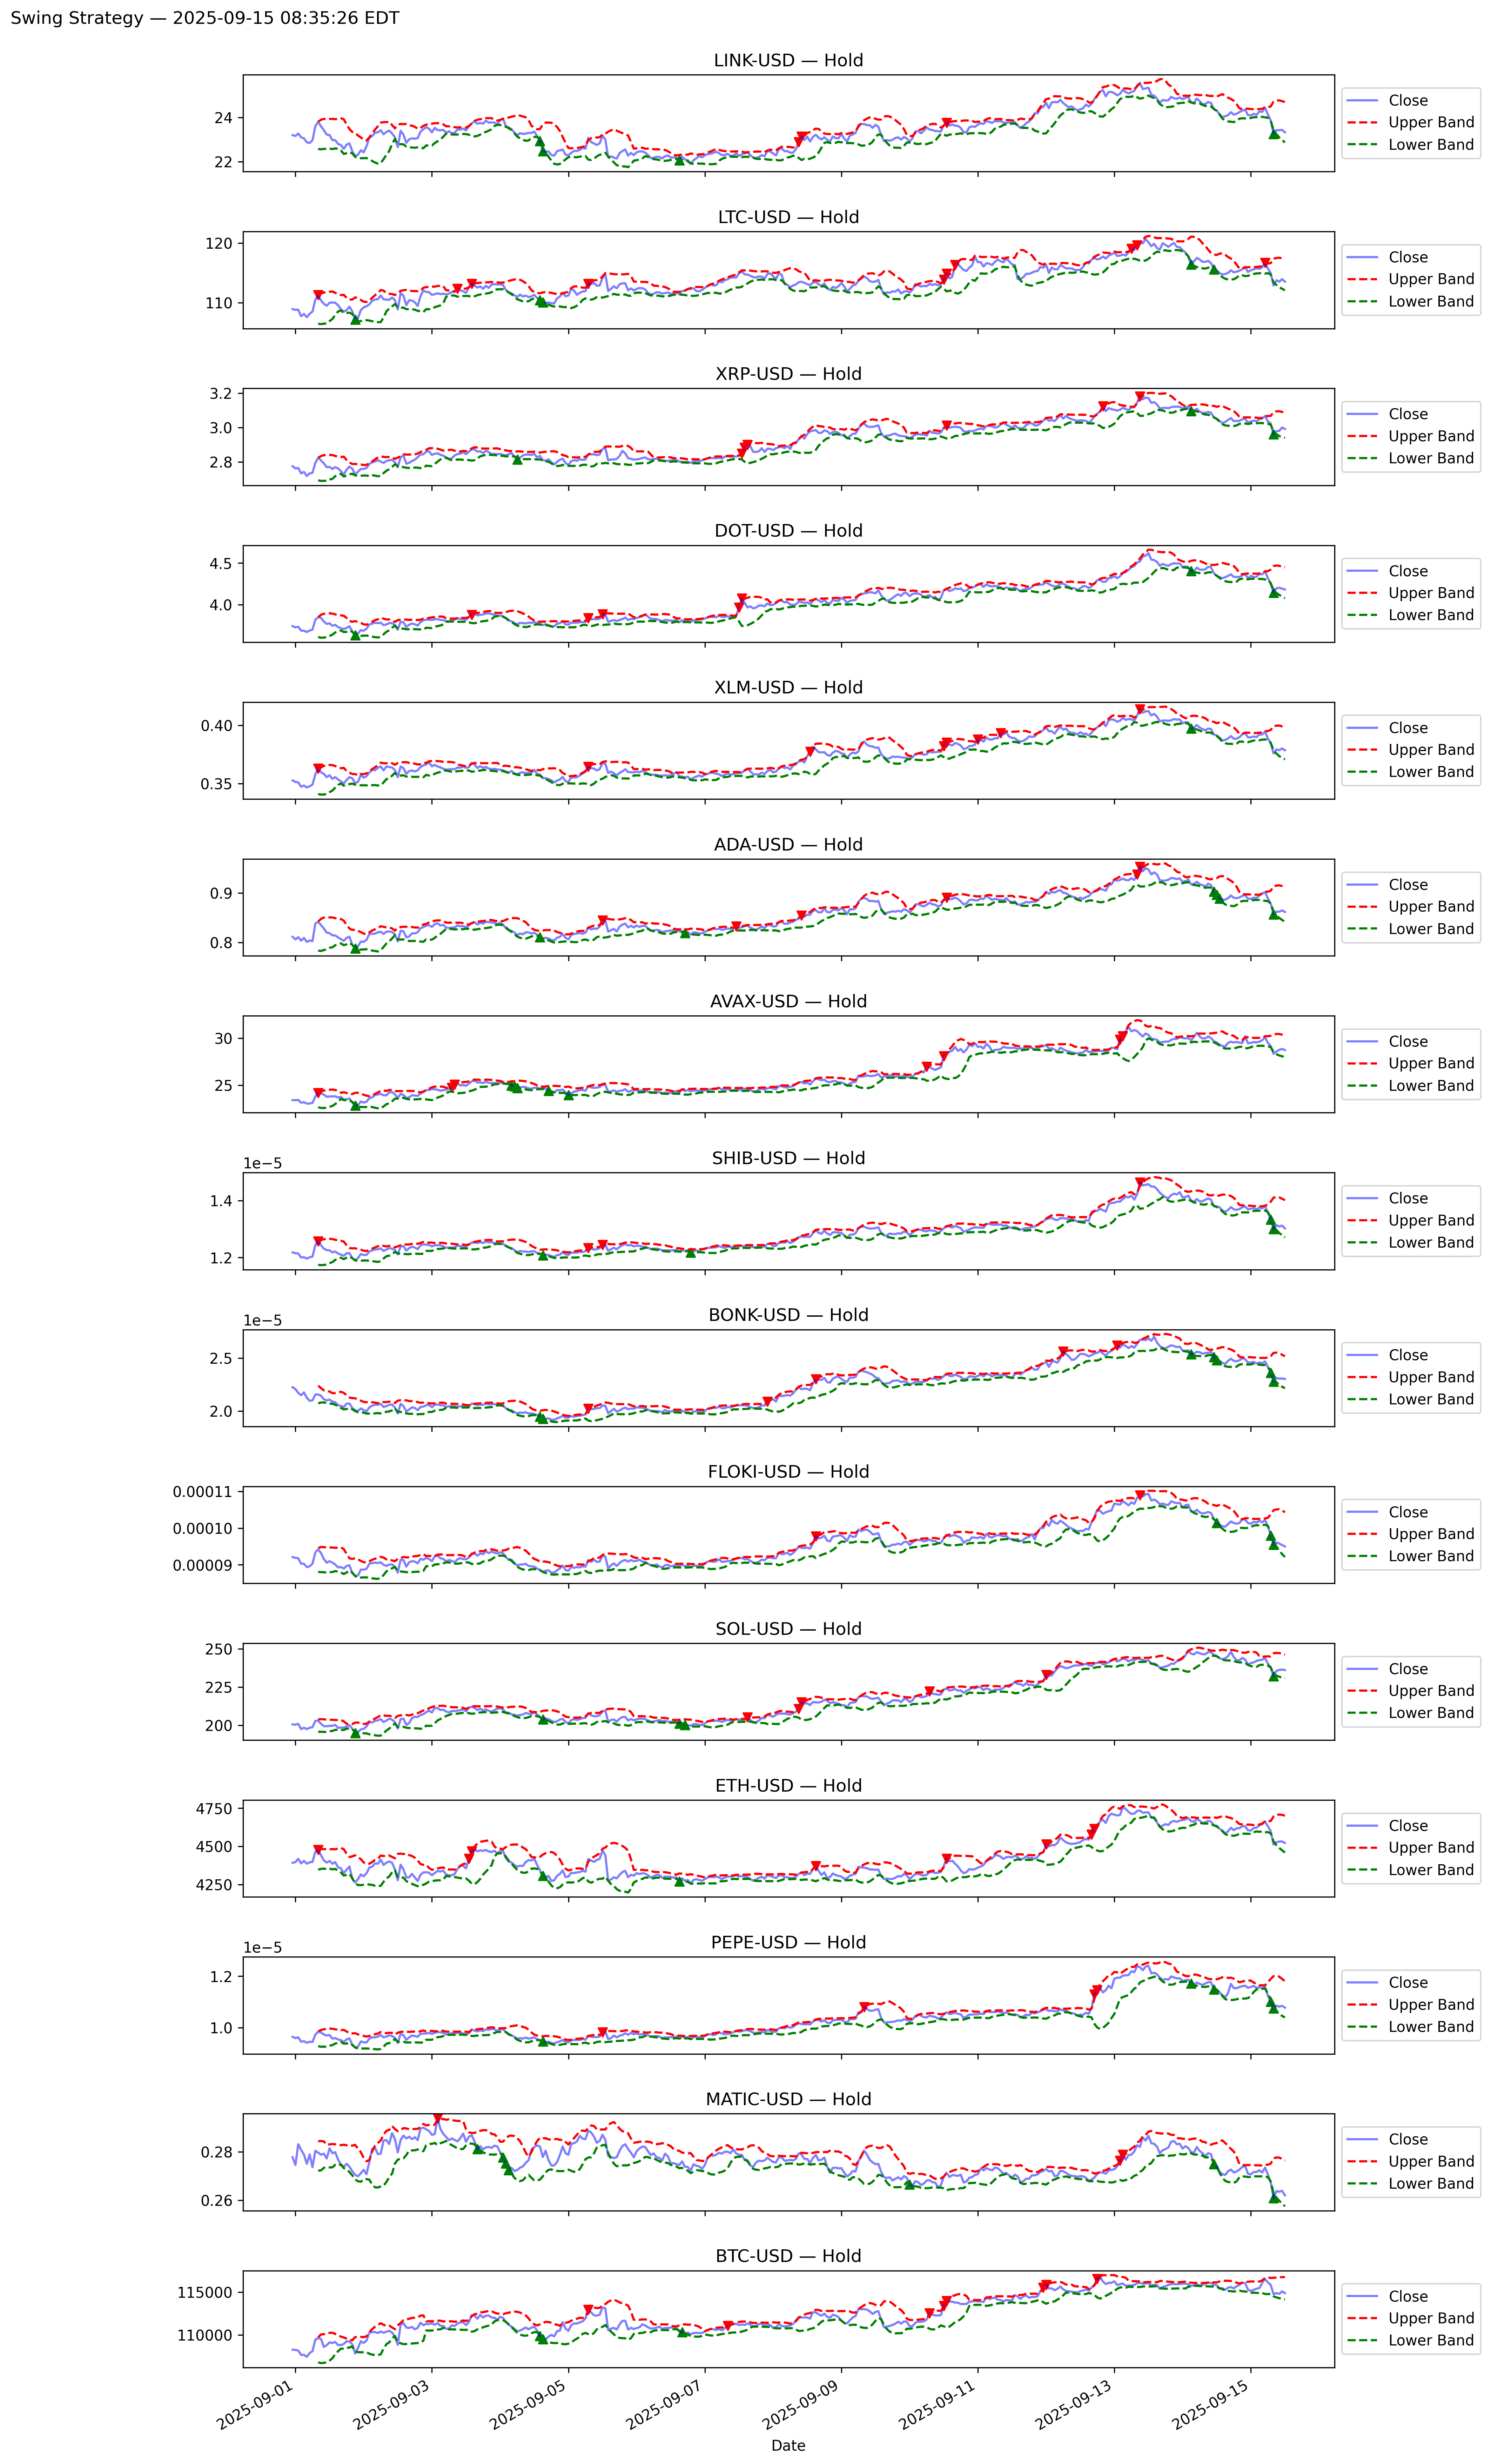 Swing Strategy — 2025-09-15 08:35:26 EDT
LINK-USD — Hold
24
22
Close
Upper Band
Lower Band
LTC-USD — Hold
120
110
Close
Upper Band
Lower Band
XRP-USD — Hold
3.2
3.0
2.8
Close
Upper Band
Lower Band
DOT-USD — Hold
4.5
4.0
Close
Upper Band
Lower Band
XLM-USD — Hold
0.40
0.35
Close
Upper Band
Lower Band
ADA-USD — Hold
0.9
0.8
Close
Upper Band
Lower Band
AVAX-USD — Hold
30
25
Close
Upper Band
Lower Band
SHIB-USD — Hold
1e−5
1.4
1.2
Close
Upper Band
Lower Band
BONK-USD — Hold
1e−5
2.5
2.0
Close
Upper Band
Lower Band
FLOKI-USD — Hold
0.00011
0.00010
0.00009
Close
Upper Band
Lower Band
SOL-USD — Hold
250
225
200
Close
Upper Band
Lower Band
ETH-USD — Hold
4750
4500
4250
Close
Upper Band
Lower Band
PEPE-USD — Hold
1e−5
1.2
1.0
Close
Upper Band
Lower Band
MATIC-USD — Hold
0.28
0.26
Close
Upper Band
Lower Band
BTC-USD — Hold
115000
110000
Close
Upper Band
Lower Band
2025-09-01
2025-09-03
2025-09-05
2025-09-07
2025-09-09
2025-09-11
2025-09-13
2025-09-15
Date